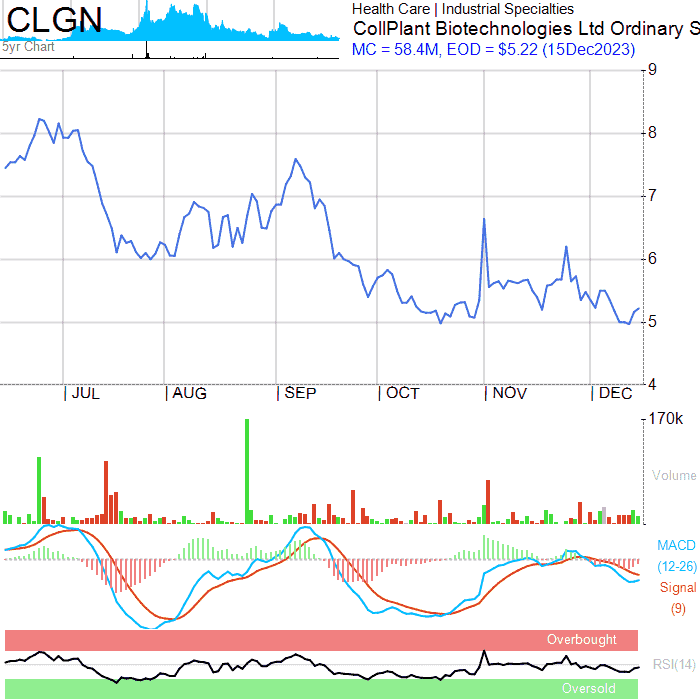 CLGN
5yr Chart
Health Care | Industrial Specialties
CollPlant Biotechnologies Ltd Ordinary S
MC = 58.4M, EOD = $5.22 (15Dec2023)
9
8
7
6
5
4
| JUL | AUG | SEP | OCT | NOV | DEC
170k
Volume
MACD
(12-26)
Signal
(9)
Overbought
RSI(14)
Oversold